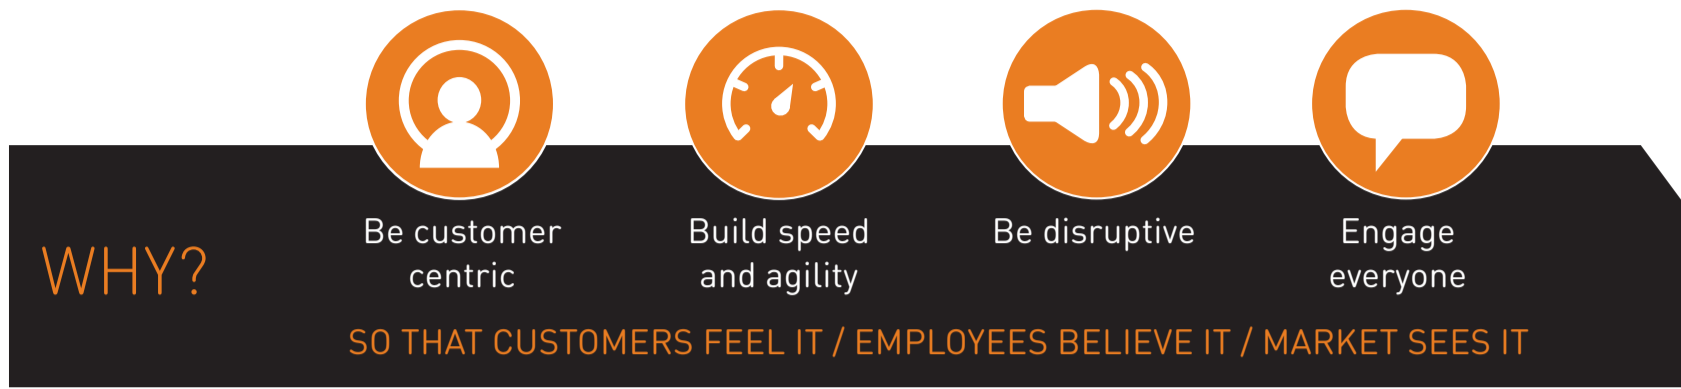 WHY?
Be customer
centric
Build speed
and agility
Be disruptive
Engage
everyone
SO THAT CUSTOMERS FEEL IT / EMPLOYEES BELIEVE IT / MARKET SEES IT